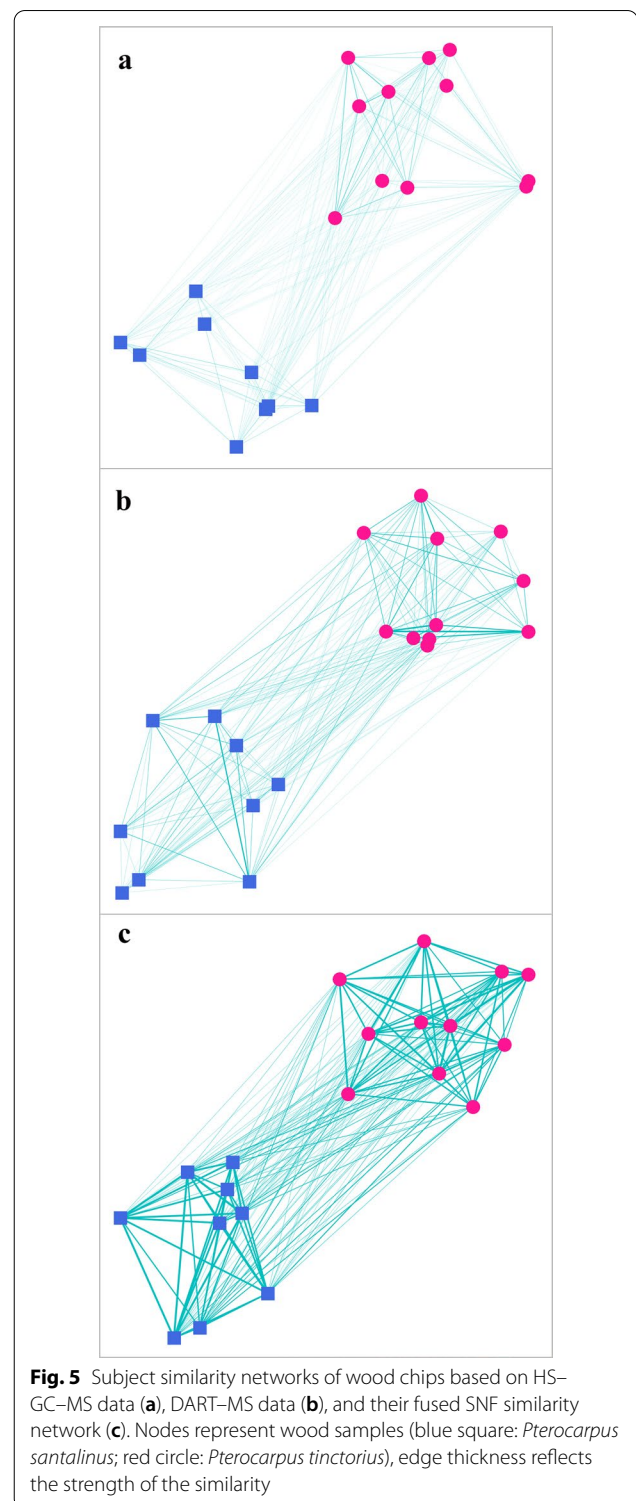 a
b
c
Fig. 5 Subject similarity networks of wood chips based on HS–
GC–MS data (a), DART–MS data (b), and their fused SNF similarity
network (c). Nodes represent wood samples (blue square: Pterocarpus
santalinus; red circle: Pterocarpus tinctorius), edge thickness reflects
the strength of the similarity